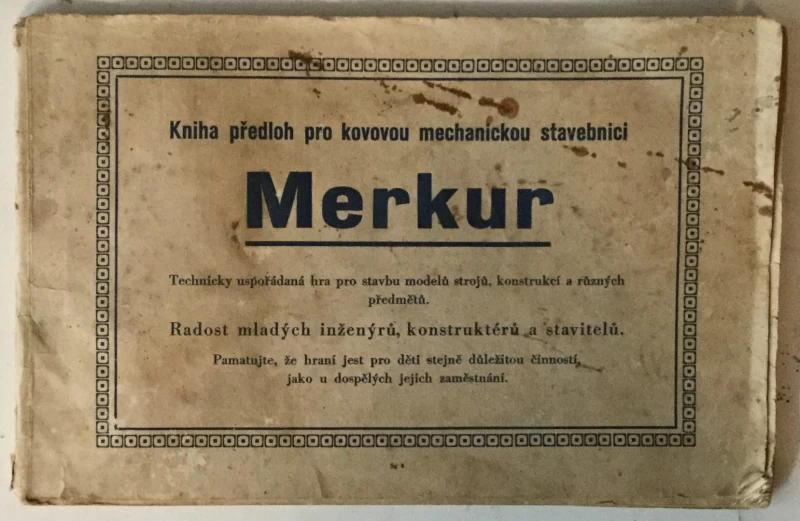 Kniha předloh pro kovovou mechanickou stavebnici
Merkur
Technicky uspořádaná hra pro stavbu modelů strojů, konstrukcí a různých
předmětů.
Radost mladých inženýrů, konstruktérů a stavitelů.
Pamatujte, že hraní jest pro děti stejně důležitou činností,
jako u dospělých jejich zaměstnání.